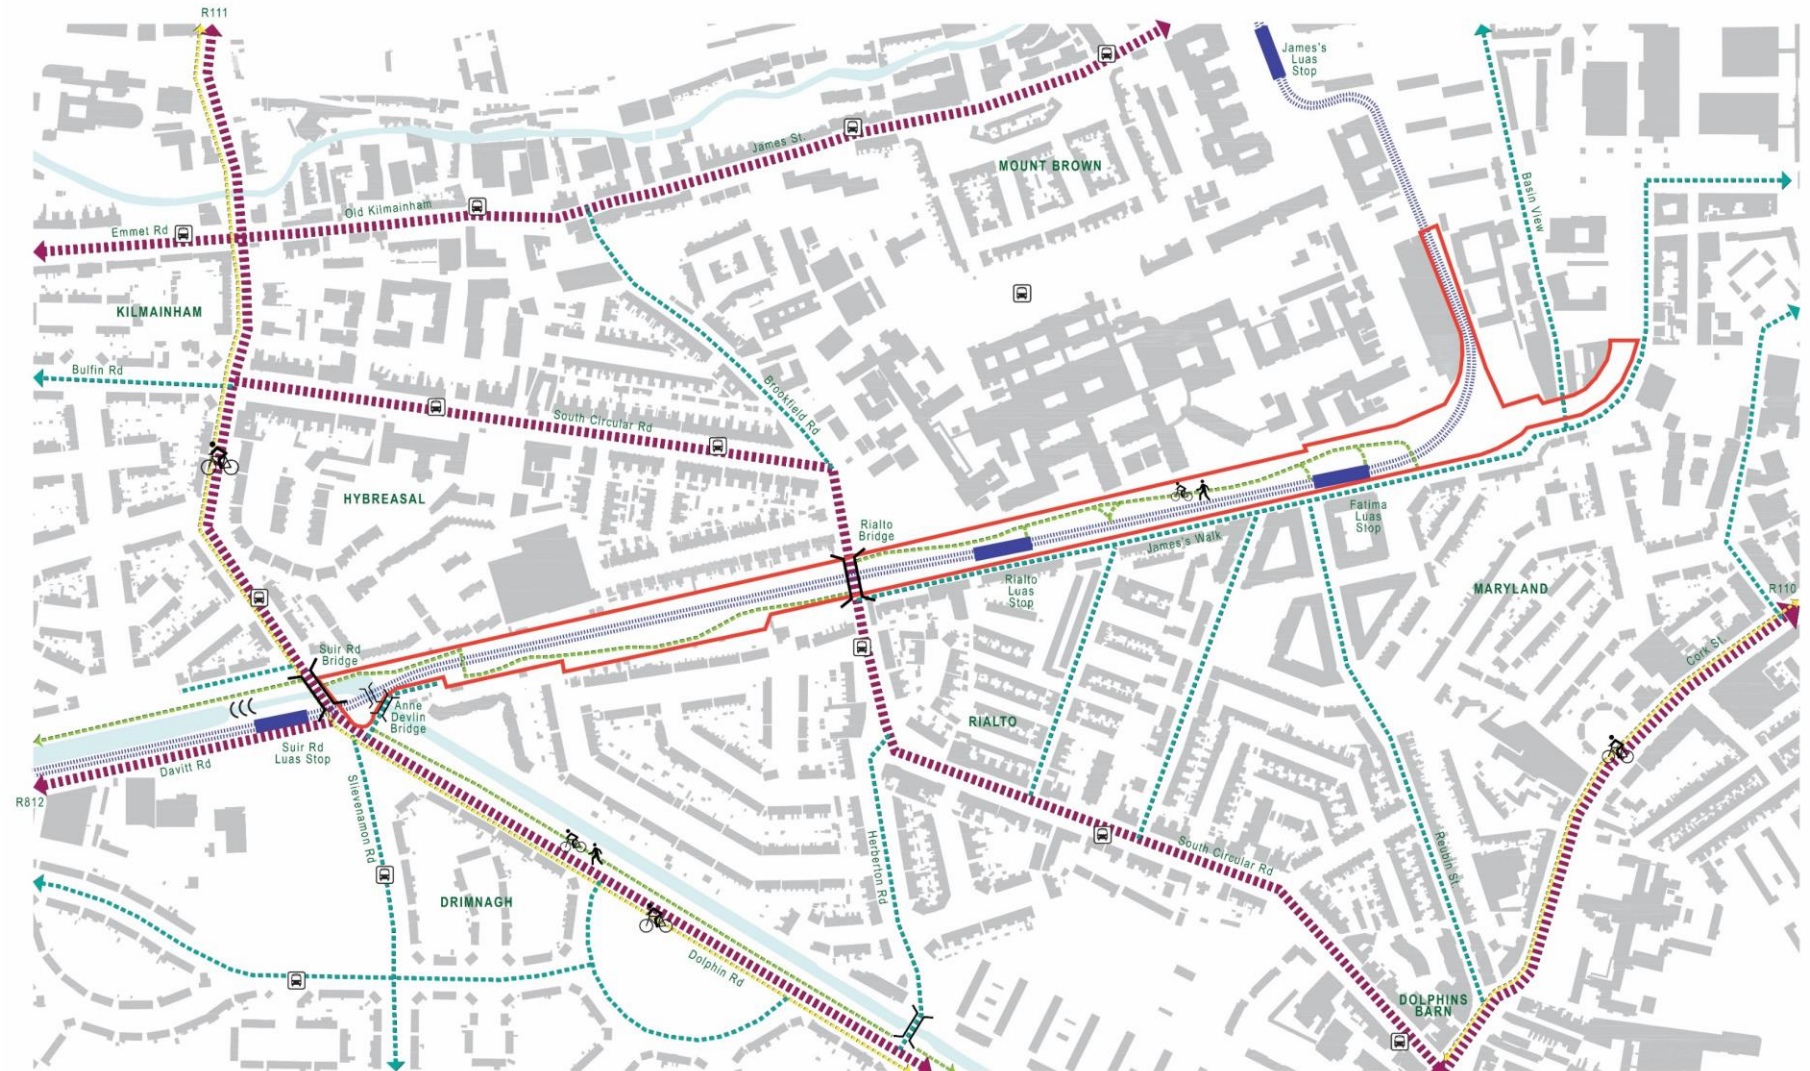 R111
James's
Luas
Stop
James St.
MOUNT BROWN
Basin View
Old Kilmainham
Emmet Rd
KILMAINHAM
Bulfin Rd
Brookfield Rd
South Circular Rd
HYBREASAL
Rialto
Bridge
Fatima
Luas
Stop
James's Walk
Rialto
Luas
Stop
MARYLAND
R110
Cork St.
Suir Rd
Bridge
Anne
Devlin
Bridge
RIALTO
Suir Rd
Luas Stop
Davitt Rd
R812
Slievenamon Rd
Herberton Rd
South Circular Rd
Reubin St.
DRIMNAGH
Dolphin Rd
DOLPHINS
BARN